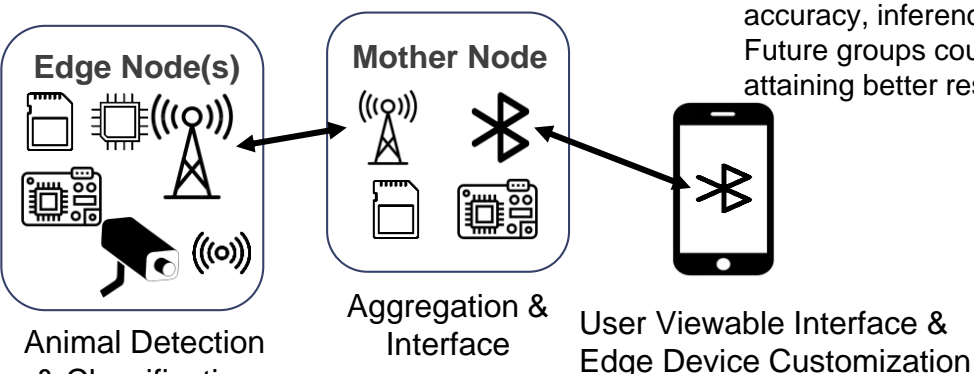 accuracy, inferenc
Future groups cou
attaining better res
Edge Node(s)
Mother Node
Aggregation &
Interface
User Viewable Interface &
Edge Device Customization
Animal Detection